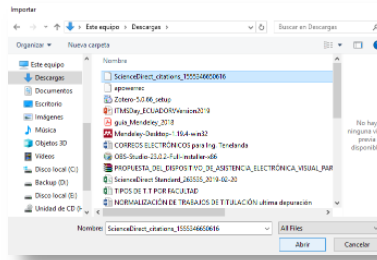 Importar
Este equipo > Descargas >
Buscar en Descargas
Organizar
Nueva carpeta
Este equipo
Descargas
Documentos
Escritorio
Imágenes
Música
Objetos 3D
Vídeos
Disco local (C:)
Backup (D:)
Disco local (E:)
Unidad de CD (F
Nombre
ScienceDirect_citations_1555346650616
apowerrec
Zotero-5.0.66_setup
ITMSDay_ECUADORVersion2019
guia_Mendeley_2018
Mendeley-Desktop-1.19.4-win32
CORREOS ELECTRÓNICOS para Ing. Tenelanda
OBS-Studio-23.0.2-Full-Installer-x86
PROPUESTA_DEL_DISPOSITIVO_DE_ASISTENCIA_ELECTRÓNICA_VISUAL_PAR
ScienceDirect Standard_263535_2019-02-20
TIPOS DE T.T POR FACULTAD
NORMALIZACIÓN DE TRABAJOS DE TITULACIÓN ultima depuración
No hay
ninguna vi
previa
disponibl
Nombre: ScienceDirect_citations_1555346650616
All Files
Abrir
Cancelar